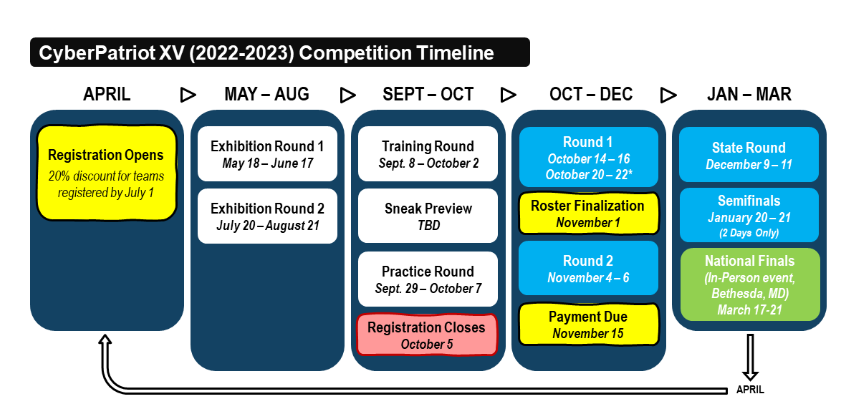 CyberPatriot XV (2022-2023) Competition Timeline
APRIL
MAY – AUG
SEPT – OCT
OCT – DEC
JAN – MAR
Registration Opens
20% discount for teams
registered by July 1
Exhibition Round 1
May 18 – June 17
Exhibition Round 2
July 20 – August 21
Training Round
Sept. 8 – October 2
Sneak Preview
TBD
Practice Round
Sept. 29 – October 7
Registration Closes
October 5
Round 1
October 14 – 16
October 20 – 22*
Roster Finalization
November 1
Round 2
November 4 – 6
Payment Due
November 15
State Round
December 9 – 11
Semifinals
January 20 – 21
(2 Days Only)
National Finals
(In-Person event,
Bethesda, MD)
March 17-21
APRIL